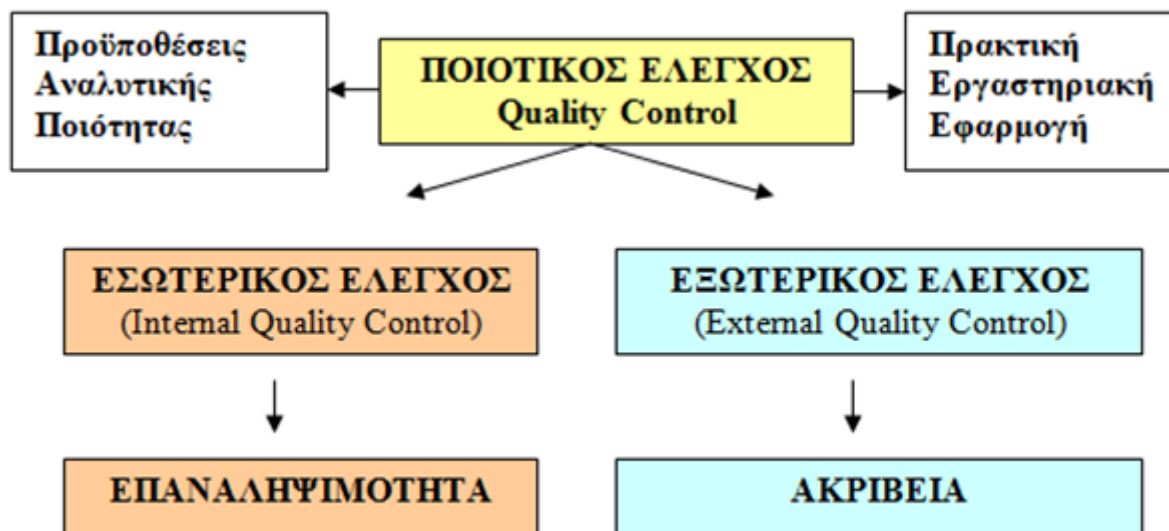 Προϋποθέσεις
Αναλυτικής
Ποιότητας
ΠΟΙΟΤΙΚΟΣ ΕΛΕΓΧΟΣ
Quality Control
Πρακτική
Εργαστηριακή
Εφαρμογή
ΕΣΩΤΕΡΙΚΟΣ ΕΛΕΓΧΟΣ
(Internal Quality Control)
ΕΞΩΤΕΡΙΚΟΣ ΕΛΕΓΧΟΣ
(External Quality Control)
ΕΠΑΝΑΛΗΨΙΜΟΤΗΤΑ
ΑΚΡΙΒΕΙΑ